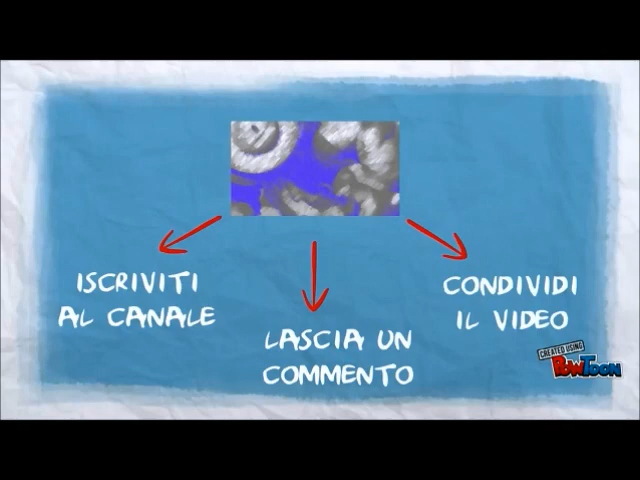 ISCRIVITI
AL CANALE
LASCIA UN
COMMENTO
CONDIVIDI
IL VIDEO
CREATED USING
POWTOON